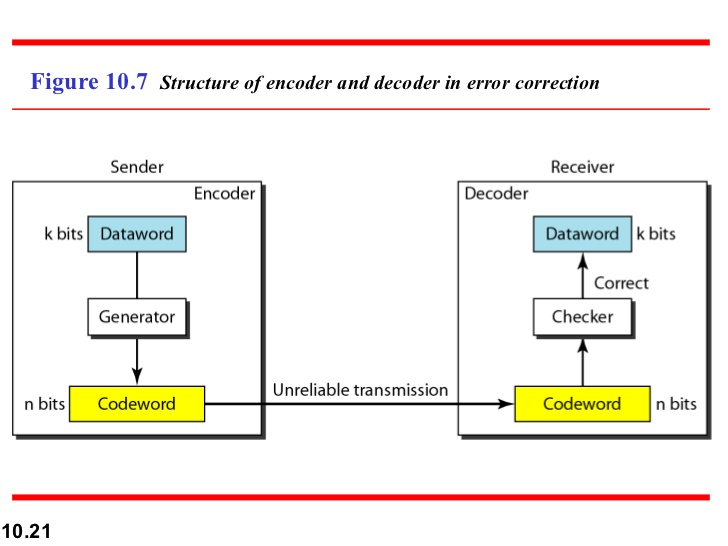 Figure 10.7 Structure of encoder and decoder in error correction
Sender
Receiver
Encoder
Decoder
k bits
Dataword
Dataword
k bits
Correct
Generator
Checker
Unreliable transmission
n bits
Codeword
Codeword
n bits
10.21